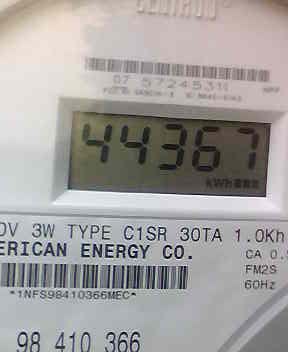 CENTRON
07 57245311
44367
kWh
0V 3W TYPE C1SR 30TA 1.0Kh
ERICAN ENERGY CO. CA 0.
FM2S
*1NFS98410366MEC* 60Hz
98 410 366